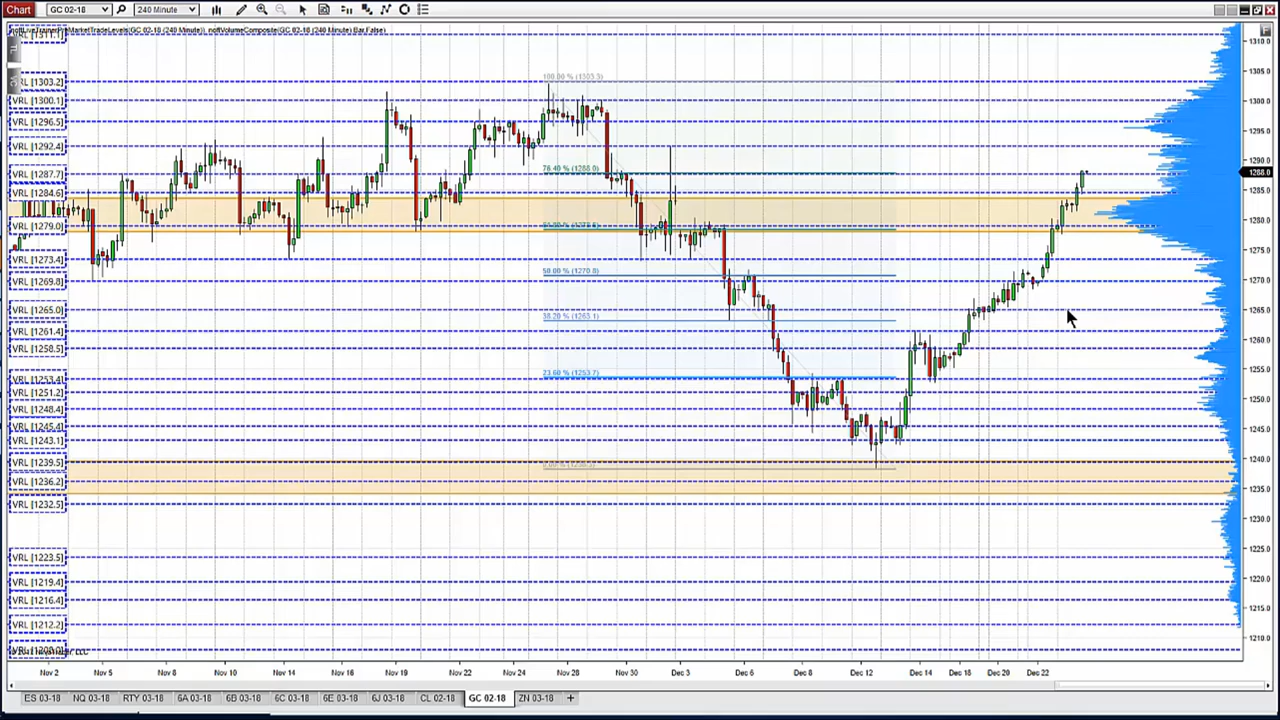 Chart GC 02-18 240 Minute
(GC 02-18 (240 Minute)), noftVolumeComposite(GC 02-18 (240 Minute) Bar,False)
F
VRL [1303.2]
VRL [1300.1]
VRL [1296.5]
VRL [1292.4]
VRL [1287.7]
VRL [1284.6]
VRL [1279.0]
VRL [1273.4]
VRL [1269.8]
VRL [1265.0]
VRL [1261.4]
VRL [1258.5]
VRL [1253.4]
VRL [1251.2]
VRL [1248.4]
VRL [1245.4]
VRL [1243.1]
VRL [1239.5]
VRL [1236.2]
VRL [1232.5]
VRL [1223.5]
VRL [1219.4]
VRL [1216.4]
VRL [1212.2]
100.00 % (1303.3)
76.40 % (1288.0)
50.00 % (1270.8)
38.20 % (1263.1)
23.60 % (1253.7)
1310.0
1305.0
1300.0
1295.0
1290.0
1288.0
1285.0
1280.0
1275.0
1270.0
1265.0
1260.0
1255.0
1250.0
1245.0
1240.0
1235.0
1230.0
1225.0
1220.0
1215.0
1210.0
Nov 2 Nov 5 Nov 8 Nov 10 Nov 14 Nov 16 Nov 19 Nov 22 Nov 24 Nov 28 Nov 30 Dec 3 Dec 6 Dec 8 Dec 12 Dec 14 Dec 18 Dec 20 Dec 22
ES 03-18 NQ 03-18 RTY 03-18 6A 03-18 6B 03-18 6C 03-18 6E 03-18 6J 03-18 CL 02-18 GC 02-18 ZN 03-18 +